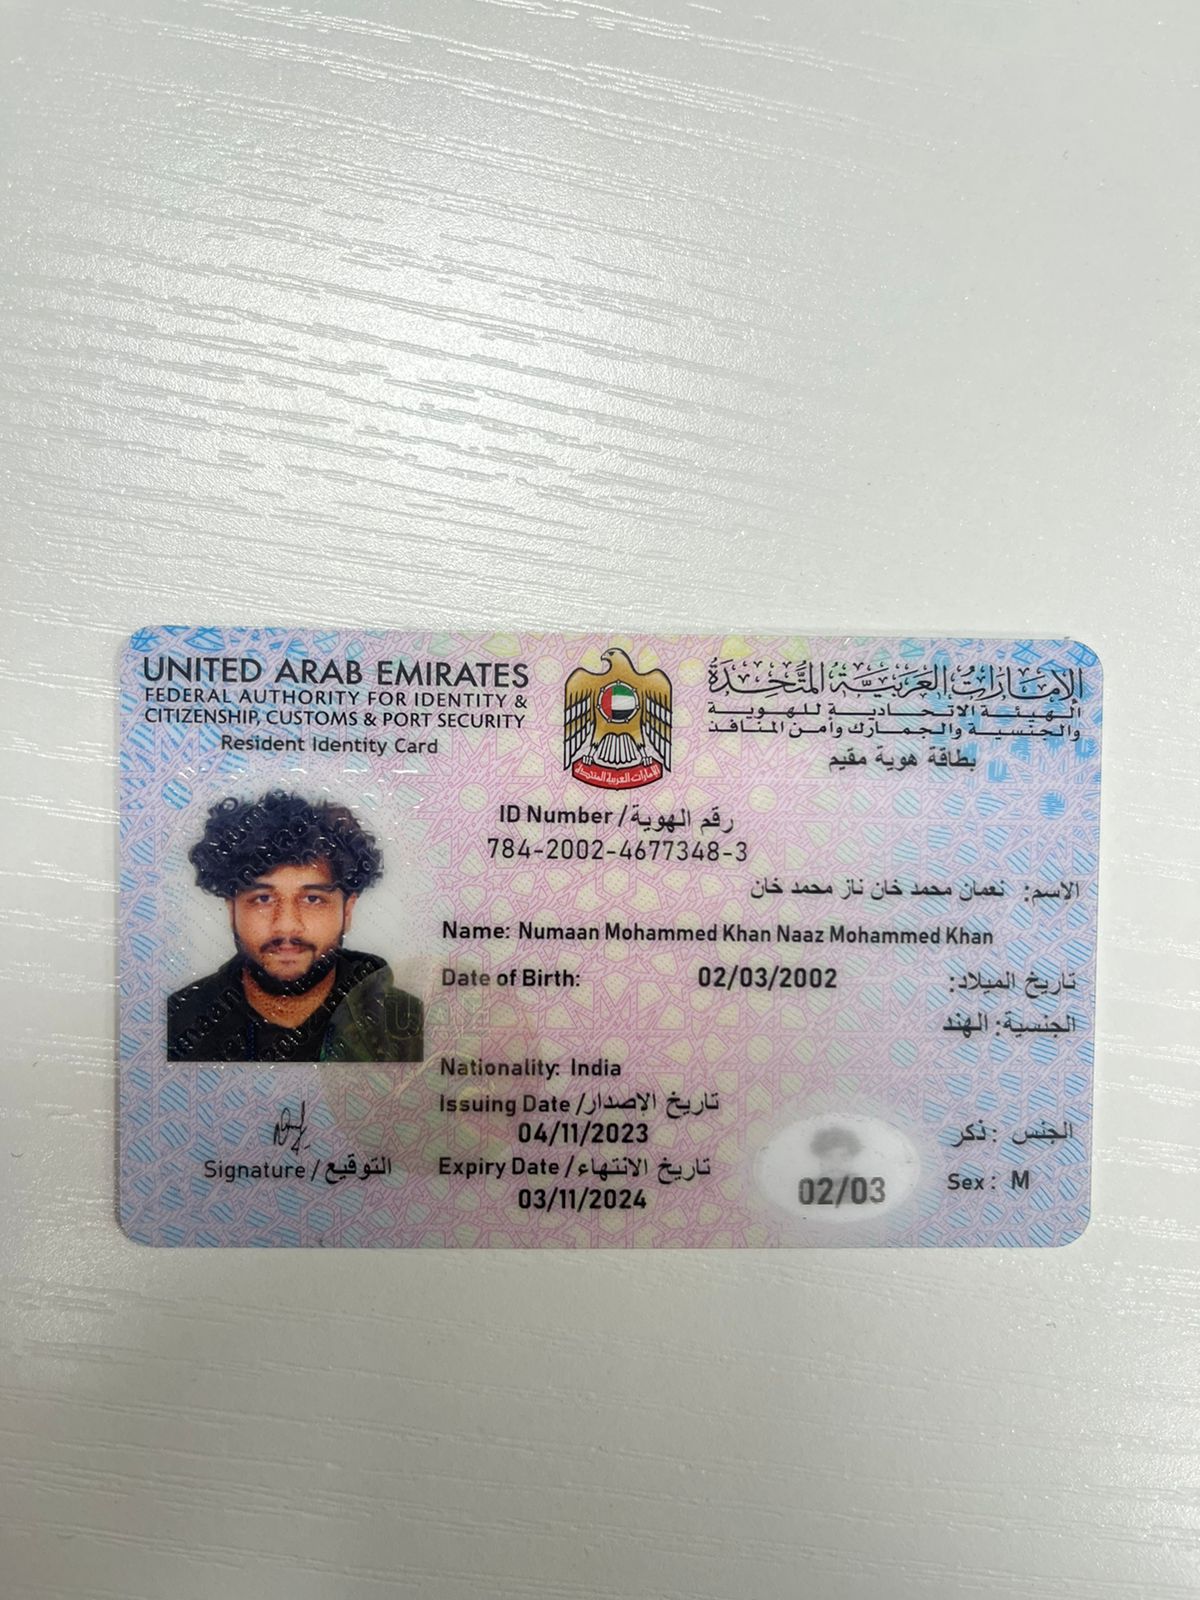 UNITED ARAB EMIRATES
FEDERAL AUTHORITY FOR IDENTITY &
CITIZENSHIP, CUSTOMS & PORT SECURITY
Resident Identity Card
الإمارات العربية المتحدة
الهيئة الاتحادية للهوية
والجنسية والجمارك وأمن المنافذ
بطاقة هوية مقيم
الإمارات العربية المتحدة
ID Number / رقم الهوية
784-2002-4677348-3
الاسم: نعمان محمد خان ناز محمد خان
Name: Numaan Mohammed Khan Naaz Mohammed Khan
Date of Birth: 02/03/2002 تاريخ الميلاد:
الجنسية: الهند
Nationality: India
Issuing Date / تاريخ الاصدار
04/11/2023
الجنس: ذكر
Expiry Date / تاريخ الانتهاء
03/11/2024
Sex: M
02/03
Signature / التوقيع
UAE